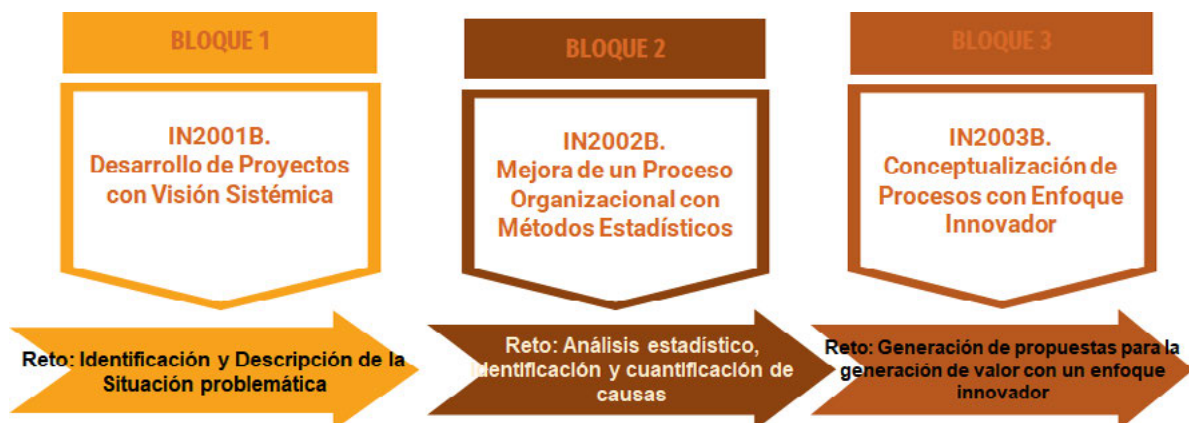 BLOQUE 1
IN2001B.
Desarrollo de Proyectos
con Visión Sistémica
Reto: Identificación y Descripción de la
Situación problemática
BLOQUE 2
IN2002B.
Mejora de un Proceso
Organizacional con
Métodos Estadísticos
Reto: Análisis estadístico,
identificación y cuantificación de
causas
BLOQUE 3
IN2003B.
Conceptualización de
Procesos con Enfoque
Innovador
Reto: Generación de propuestas para la
generación de valor con un enfoque
innovador